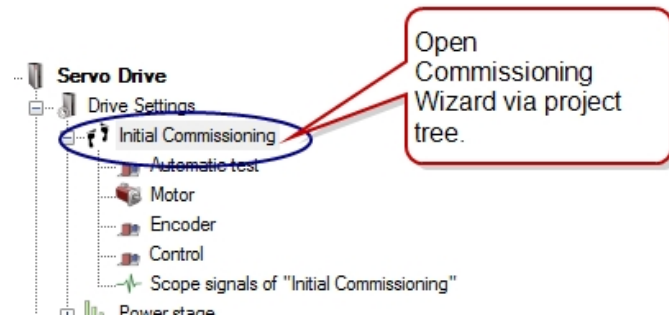 Open
Commissioning
Wizard via project
tree.
Servo Drive
Drive Settings
Initial Commissioning
Automatic test
Motor
Encoder
Control
Scope signals of "Initial Commissioning"
Power stage